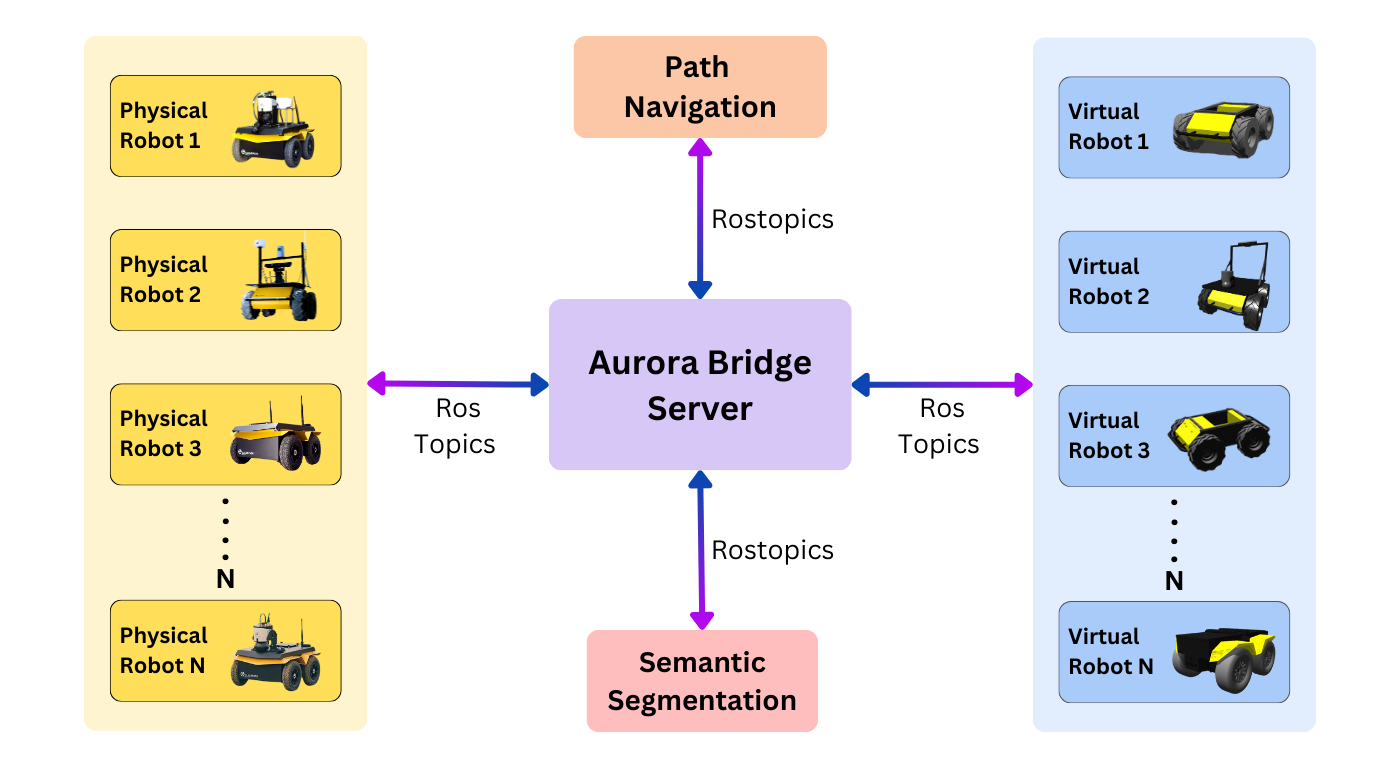 Physical
Robot 1
Physical
Robot 2
Physical
Robot 3
N
Physical
Robot N
Path
Navigation
Rostopics
Ros
Topics
Aurora Bridge
Server
Ros
Topics
Rostopics
Semantic
Segmentation
Virtual
Robot 1
Virtual
Robot 2
Virtual
Robot 3
N
Virtual
Robot N